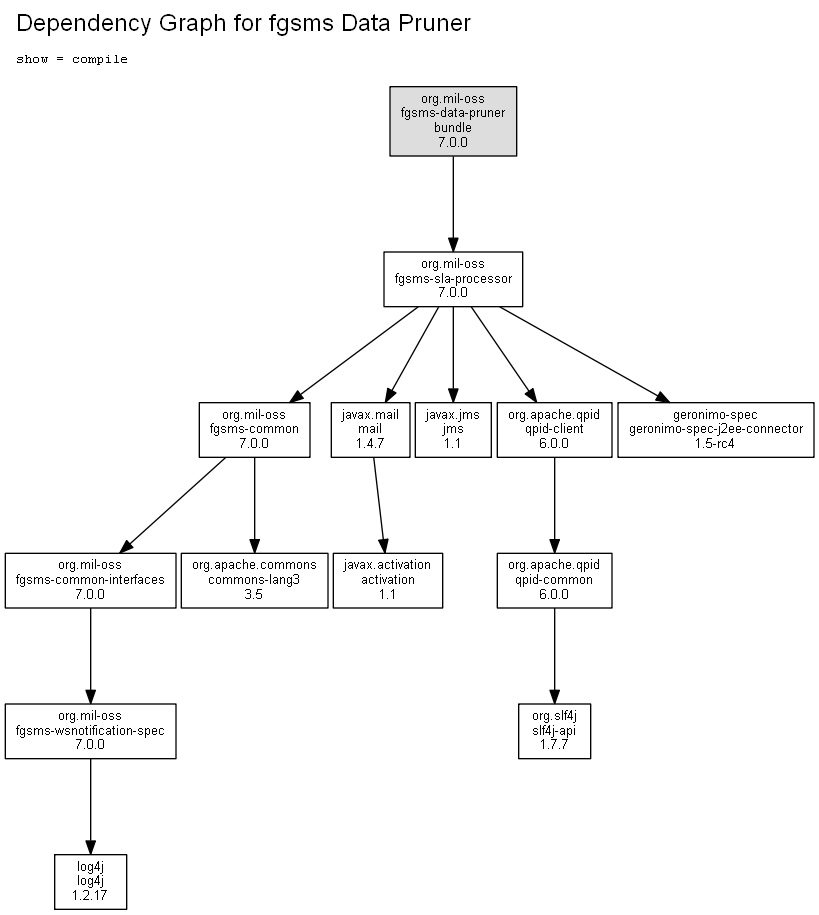 Dependency Graph for fgsms Data Pruner
show = compile
org.mil-oss
fgsms-data-pruner
bundle
7.0.0
org.mil-oss
fgsms-sla-processor
7.0.0
org.mil-oss
fgsms-common
7.0.0
javax.mail
mail
1.4.7
javax.jms
jms
1.1
org.apache.qpid
qpid-client
6.0.0
geronimo-spec
geronimo-spec-j2ee-connector
1.5-rc4
org.mil-oss
fgsms-common-interfaces
7.0.0
org.apache.commons
commons-lang3
3.5
javax.activation
activation
1.1
org.apache.qpid
qpid-common
6.0.0
org.mil-oss
fgsms-wsnotification-spec
7.0.0
org.slf4j
slf4j-api
1.7.7
log4j
log4j
1.2.17